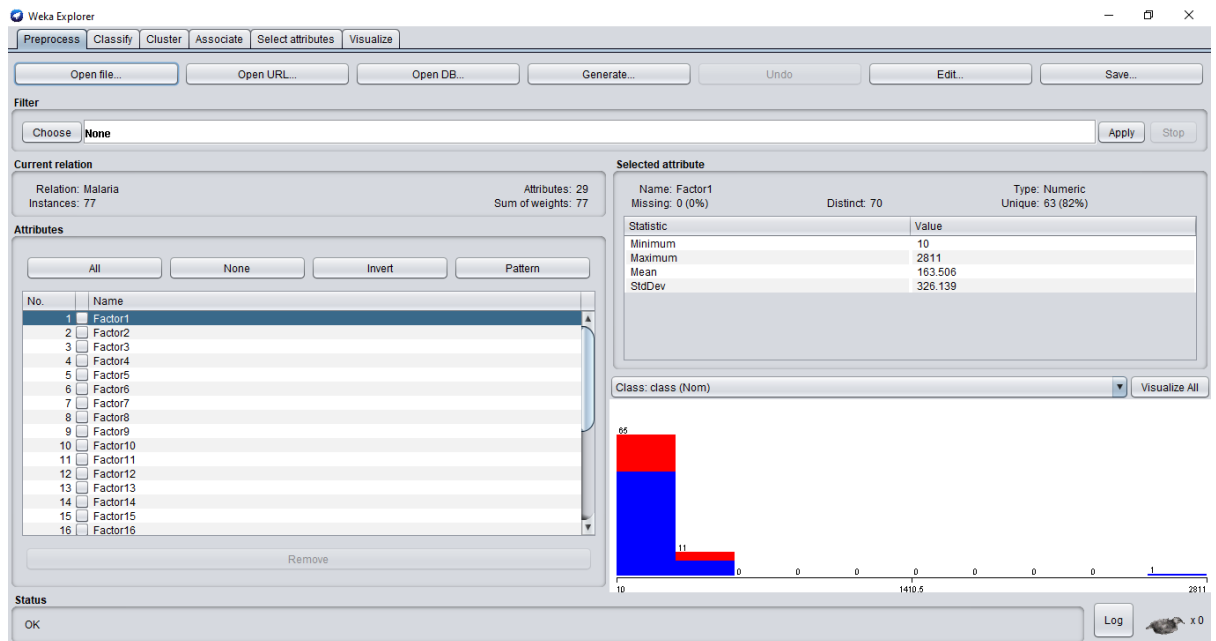 Weka Explorer
Preprocess Classify Cluster Associate Select attributes Visualize
Open file... Open URL... Open DB... Generate... Undo Edit... Save...
Filter
Choose None Apply Stop
Current relation
Relation: Malaria Attributes: 29
Instances: 77 Sum of weights: 77
Attributes
All None Invert Pattern
No. Name
1 Factor1
2 Factor2
3 Factor3
4 Factor4
5 Factor5
6 Factor6
7 Factor7
8 Factor8
9 Factor9
10 Factor10
11 Factor11
12 Factor12
13 Factor13
14 Factor14
15 Factor15
16 Factor16
Remove
Selected attribute
Name: Factor1 Type: Numeric
Missing: 0 (0%) Distinct: 70 Unique: 63 (82%)
Statistic Value
Minimum 10
Maximum 2811
Mean 163.506
StdDev 326.139
Class: class (Nom) Visualize All
65
11
0 0 0 0 0 0 0 1
10 1410.5 2811
Status
OK Log x 0